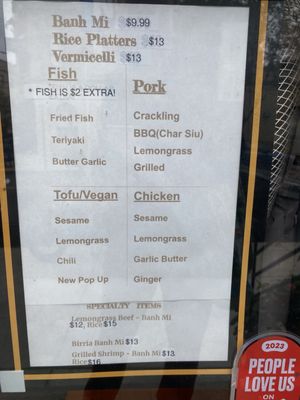 Banh Mi $9.99
Rice Platters $13
Vermicelli $13
Fish
* FISH IS $2 EXTRA!
Fried Fish
Teriyaki
Butter Garlic
Pork
Crackling
BBQ(Char Siu)
Lemongrass
Grilled
Tofu/Vegan
Sesame
Lemongrass
Chili
New Pop Up
Chicken
Sesame
Lemongrass
Garlic Butter
Ginger
SPECIALTY ITEMS
Lemongrass Beef - Banh Mi
$12, Rice $15
Birria Banh Mi $13
Grilled Shrimp - Banh Mi $13
Rice $16
2023
PEOPLE
LOVE US
ON